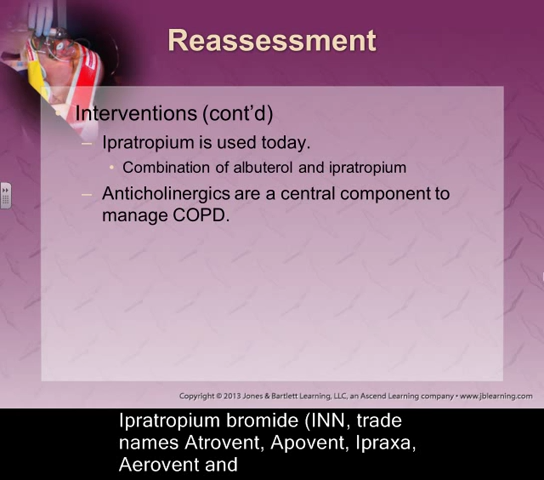 Reassessment
Interventions (cont'd)
– Ipratropium is used today.
• Combination of albuterol and ipratropium
– Anticholinergics are a central component to
manage COPD.
Copyright © 2013 Jones & Bartlett Learning, LLC, an Ascend Learning company • www.jblearning.com
Ipratropium bromide (INN, trade
names Atrovent, Apovent, Ipraxa,
Aerovent and